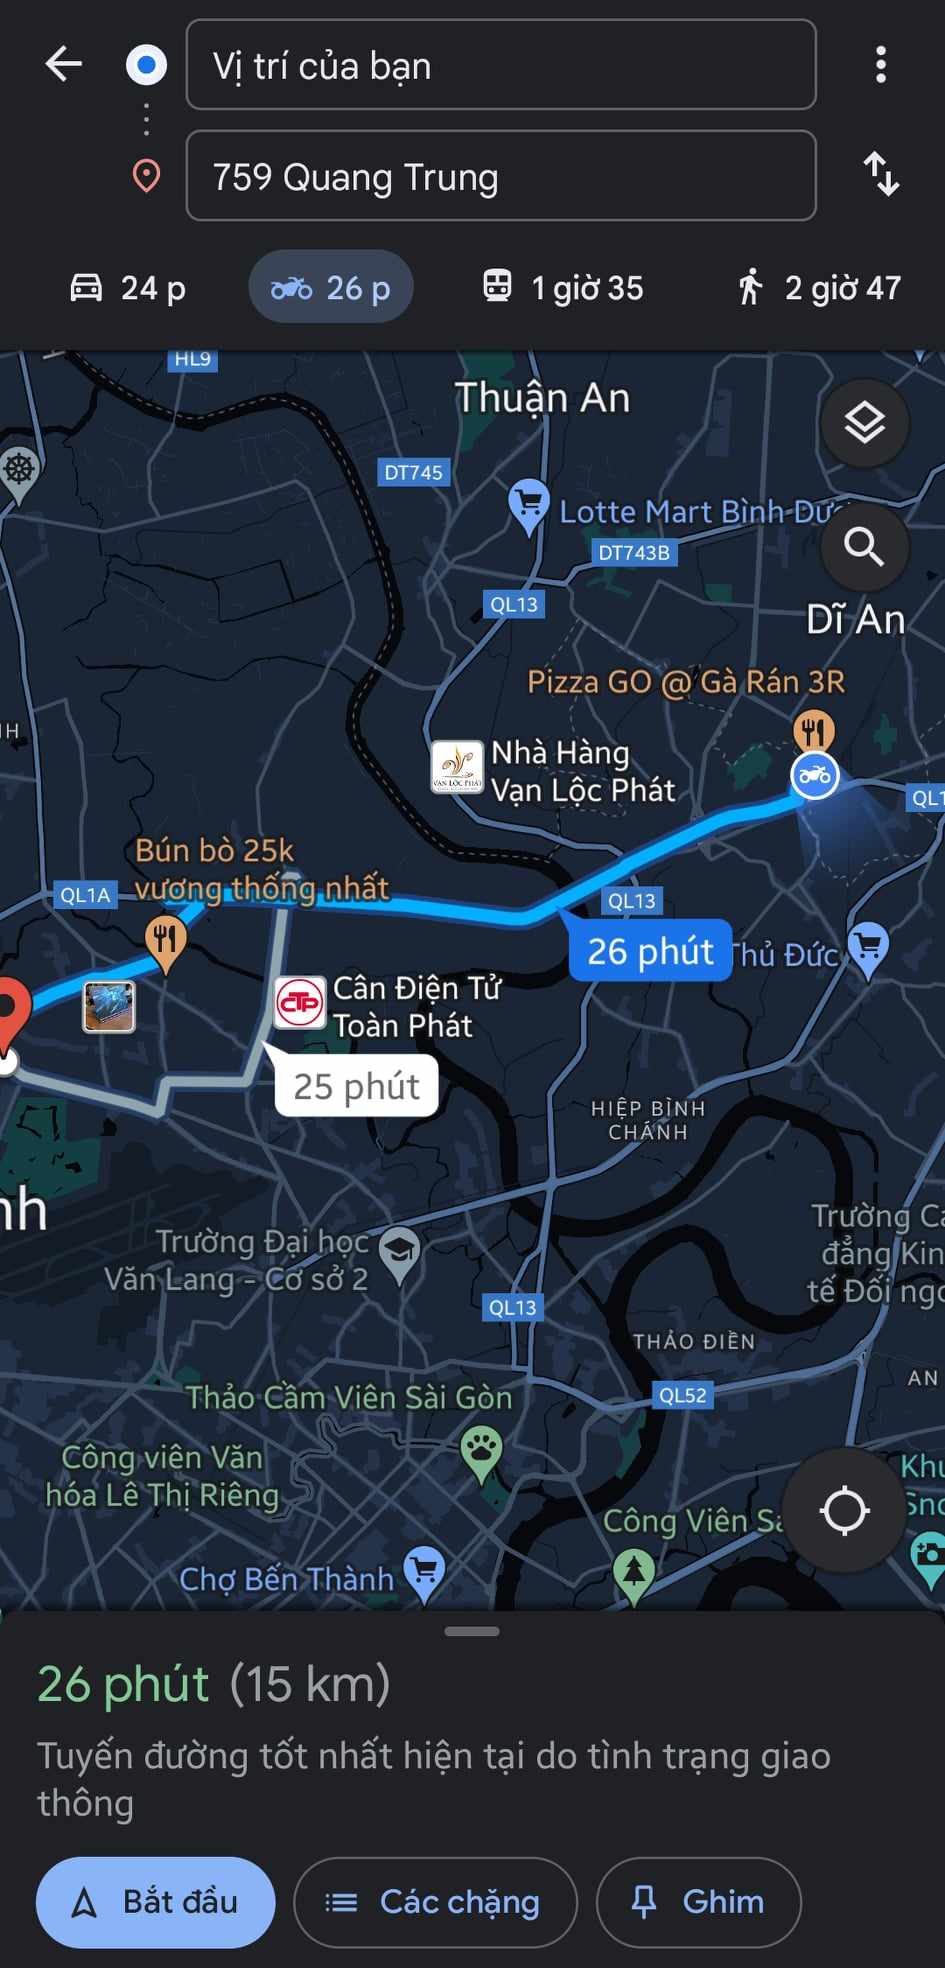 Vị trí của bạn
759 Quang Trung
24 p
26 p
1 giờ 35
2 giờ 47
HL9
Thuận An
DT745
Lotte Mart Bình Dươ
DT743B
QL13
Dĩ An
Pizza GO @ Gà Rán 3R
Nhà Hàng
Vạn Lộc Phát
VẠN LỘC PHÁT
QL1
Bún bò 25k
vương thống nhất
QL1A
QL13
26 phút
Thủ Đức
CTP
Cân Điện Tử
Toàn Phát
25 phút
HIỆP BÌNH
CHÁNH
nh
Trường Đại học
Văn Lang - Cơ sở 2
Trường Ca
đẳng Kin
tế Đối ngo
QL13
THẢO ĐIỀN
AN
QL52
Thảo Cầm Viên Sài Gòn
Công viên Văn
hóa Lê Thị Riêng
Khu
Sno
Công Viên Sa
Chợ Bến Thành
26 phút (15 km)
Tuyến đường tốt nhất hiện tại do tình trạng giao
thông
Bắt đầu
Các chặng
Ghim